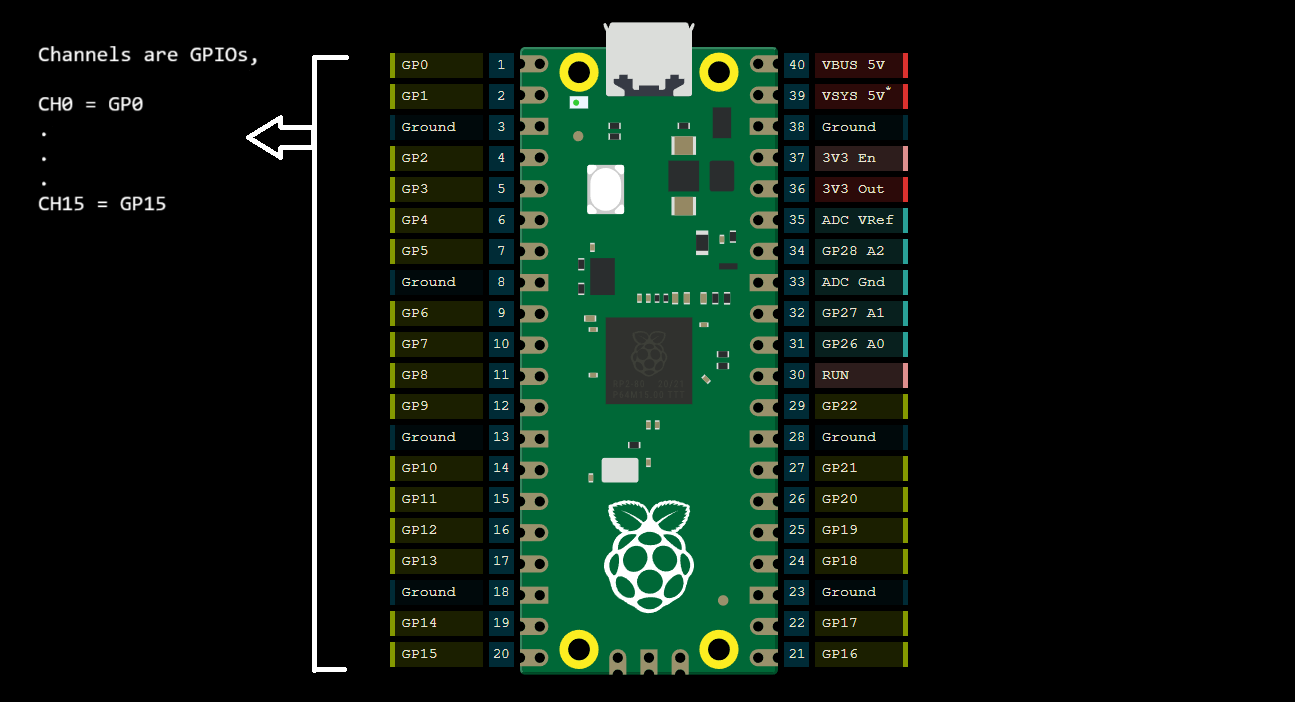 Channels are GPIOs,
CH0 = GP0
.
.
.
CH15 = GP15
GP0 1
GP1 2
Ground 3
GP2 4
GP3 5
GP4 6
GP5 7
Ground 8
GP6 9
GP7 10
GP8 11
GP9 12
Ground 13
GP10 14
GP11 15
GP12 16
GP13 17
Ground 18
GP14 19
GP15 20
40 VBUS 5V
39 VSYS 5V*
38 Ground
37 3V3 En
36 3V3 Out
35 ADC VRef
34 GP28 A2
33 ADC Gnd
32 GP27 A1
31 GP26 A0
30 RUN
29 GP22
28 Ground
27 GP21
26 GP20
25 GP19
24 GP18
23 Ground
22 GP17
21 GP16